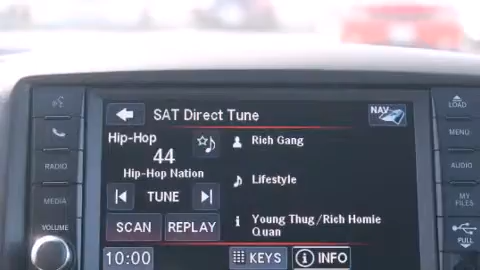 SAT Direct Tune
NAV
LOAD
Hip-Hop
44
Hip-Hop Nation
Rich Gang
MENU
RADIO
Lifestyle
AUDIO
MEDIA
TUNE
MY
FILES
SCAN
REPLAY
Young Thug/Rich Homie
Quan
VOLUME
PULL
10:00
KEYS
INFO